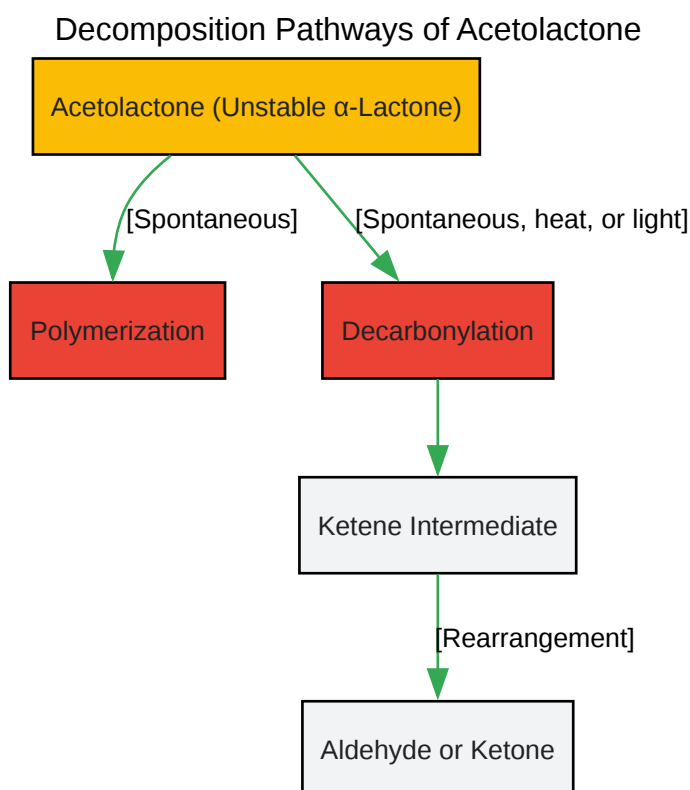 Decomposition Pathways of Acetolactone
Acetolactone (Unstable α-Lactone)
[Spontaneous]
[Spontaneous, heat, or light]
Polymerization
Decarbonylation
Ketene Intermediate
[Rearrangement]
Aldehyde or Ketone